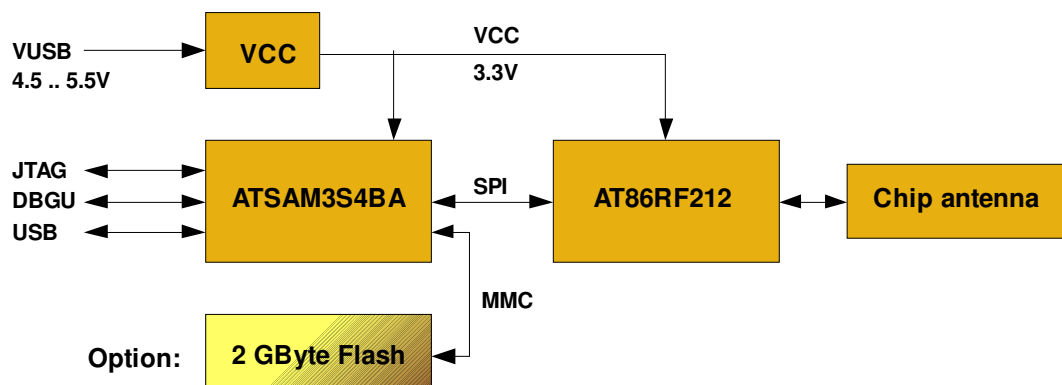 VUSB
4.5 .. 5.5V
VCC
VCC
3.3V
JTAG
DBGU
USB
ATSAM3S4BA
SPI
AT86RF212
Chip antenna
MMC
Option:
2 GByte Flash